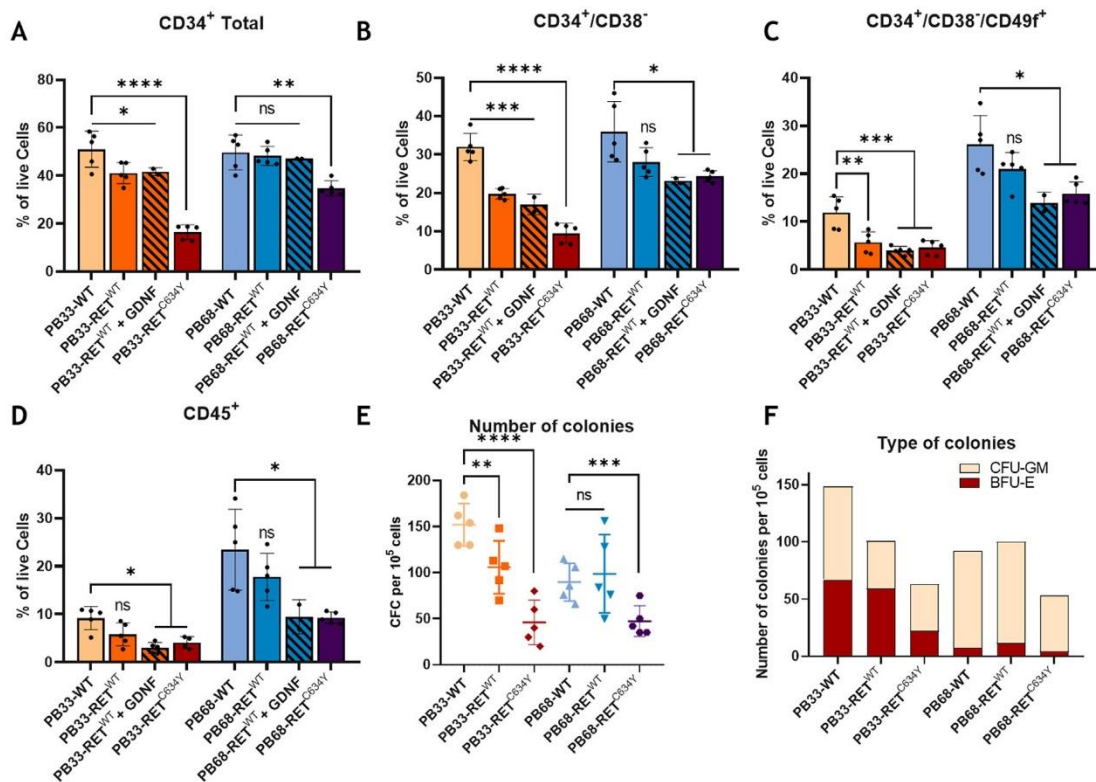 A
CD34⁺ Total
% of live Cells
80
60
40
20
0
****
*
**
ns
PB33-WT
PB33-RETᵂᵀ
PB33-RETᵂᵀ + GDNF
PB33-RETC634Y
PB68-WT
PB68-RETᵂᵀ
PB68-RETᵂᵀ + GDNF
PB68-RETC634Y
B
CD34⁺/CD38⁻
% of live Cells
50
40
30
20
10
0
****
***
*
ns
PB33-WT
PB33-RETᵂᵀ
PB33-RETᵂᵀ + GDNF
PB33-RETC634Y
PB68-WT
PB68-RETᵂᵀ
PB68-RETᵂᵀ + GDNF
PB68-RETC634Y
C
CD34⁺/CD38⁻/CD49f⁺
% of live Cells
40
30
20
10
0
***
**
*
ns
PB33-WT
PB33-RETᵂᵀ
PB33-RETᵂᵀ + GDNF
PB33-RETC634Y
PB68-WT
PB68-RETᵂᵀ
PB68-RETᵂᵀ + GDNF
PB68-RETC634Y
D
CD45⁺
% of live Cells
40
30
20
10
0
*
ns
*
ns
PB33-WT
PB33-RETᵂᵀ
PB33-RETᵂᵀ + GDNF
PB33-RETC634Y
PB68-WT
PB68-RETᵂᵀ
PB68-RETᵂᵀ + GDNF
PB68-RETC634Y
E
Number of colonies
CFC per 10⁵ cells
200
150
100
50
0
****
**
***
ns
PB33-WT
PB33-RETᵂᵀ
PB33-RETC634Y
PB68-WT
PB68-RETᵂᵀ
PB68-RETC634Y
F
Type of colonies
CFU-GM
BFU-E
Number of colonies per 10⁵ cells
150
100
50
0
PB33-WT
PB33-RETᵂᵀ
PB33-RETC634Y
PB68-WT
PB68-RETᵂᵀ
PB68-RETC634Y